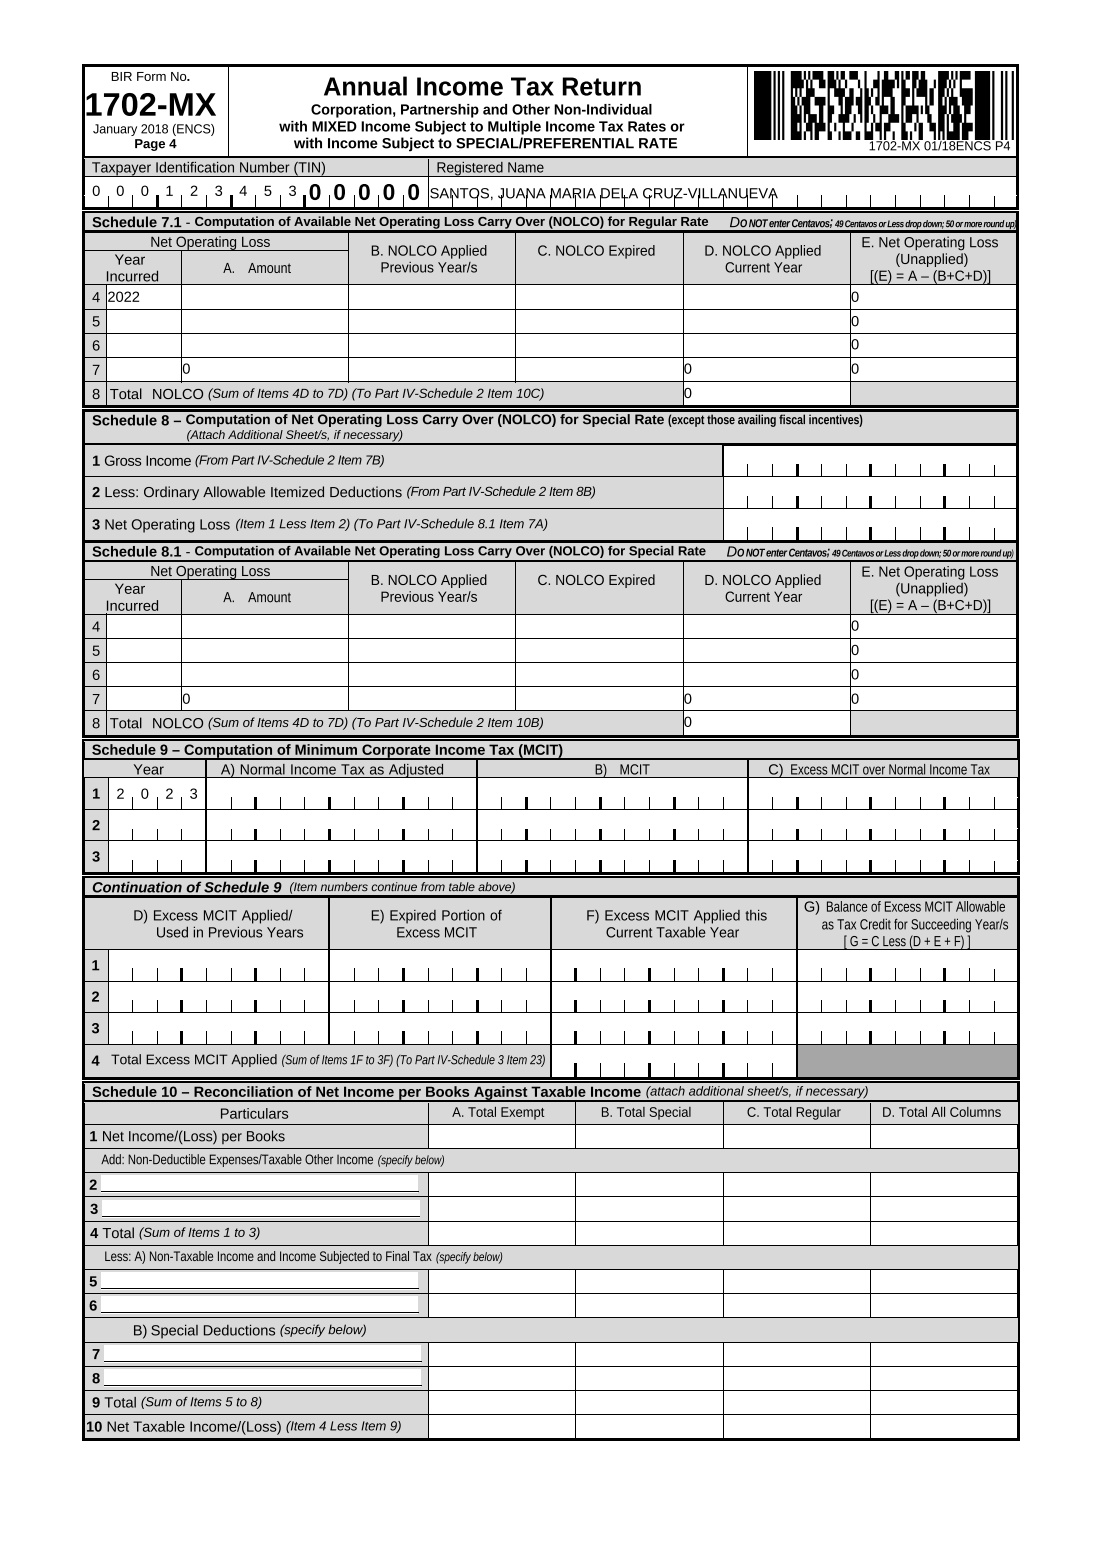 BIR Form No.
1702-MX
January 2018 (ENCS)
Page 4
Annual Income Tax Return
Corporation, Partnership and Other Non-Individual
with MIXED Income Subject to Multiple Income Tax Rates or
with Income Subject to SPECIAL/PREFERENTIAL RATE
1702-MX 01/18ENCS P4
Taxpayer Identification Number (TIN) Registered Name
0 0 0 1 2 3 4 5 3 0 0 0 0 0 SANTOS, JUANA MARIA DELA CRUZ-VILLANUEVA
Schedule 7.1 - Computation of Available Net Operating Loss Carry Over (NOLCO) for Regular Rate DO NOT enter Centavos; 49 Centavos or Less drop down; 50 or more round up)
Net Operating Loss
Year Incurred
A. Amount
B. NOLCO Applied Previous Year/s
C. NOLCO Expired
D. NOLCO Applied Current Year
E. Net Operating Loss (Unapplied)
[(E) = A – (B+C+D)]
4 2022 0
5 0
6 0
7 0 0 0
8 Total NOLCO (Sum of Items 4D to 7D) (To Part IV-Schedule 2 Item 10C) 0
Schedule 8 – Computation of Net Operating Loss Carry Over (NOLCO) for Special Rate (except those availing fiscal incentives)
(Attach Additional Sheet/s, if necessary)
1 Gross Income (From Part IV-Schedule 2 Item 7B)
2 Less: Ordinary Allowable Itemized Deductions (From Part IV-Schedule 2 Item 8B)
3 Net Operating Loss (Item 1 Less Item 2) (To Part IV-Schedule 8.1 Item 7A)
Schedule 8.1 - Computation of Available Net Operating Loss Carry Over (NOLCO) for Special Rate DO NOT enter Centavos; 49 Centavos or Less drop down; 50 or more round up)
Net Operating Loss
Year Incurred
A. Amount
B. NOLCO Applied Previous Year/s
C. NOLCO Expired
D. NOLCO Applied Current Year
E. Net Operating Loss (Unapplied)
[(E) = A – (B+C+D)]
4 0
5 0
6 0
7 0 0 0
8 Total NOLCO (Sum of Items 4D to 7D) (To Part IV-Schedule 2 Item 10B) 0
Schedule 9 – Computation of Minimum Corporate Income Tax (MCIT)
Year A) Normal Income Tax as Adjusted B) MCIT C) Excess MCIT over Normal Income Tax
1 2 0 2 3
2
3
Continuation of Schedule 9 (Item numbers continue from table above)
D) Excess MCIT Applied/ Used in Previous Years
E) Expired Portion of Excess MCIT
F) Excess MCIT Applied this Current Taxable Year
G) Balance of Excess MCIT Allowable as Tax Credit for Succeeding Year/s
[ G = C Less (D + E + F) ]
1
2
3
4 Total Excess MCIT Applied (Sum of Items 1F to 3F) (To Part IV-Schedule 3 Item 23)
Schedule 10 – Reconciliation of Net Income per Books Against Taxable Income (attach additional sheet/s, if necessary)
Particulars A. Total Exempt B. Total Special C. Total Regular D. Total All Columns
1 Net Income/(Loss) per Books
Add: Non-Deductible Expenses/Taxable Other Income (specify below)
2
3
4 Total (Sum of Items 1 to 3)
Less: A) Non-Taxable Income and Income Subjected to Final Tax (specify below)
5
6
B) Special Deductions (specify below)
7
8
9 Total (Sum of Items 5 to 8)
10 Net Taxable Income/(Loss) (Item 4 Less Item 9)